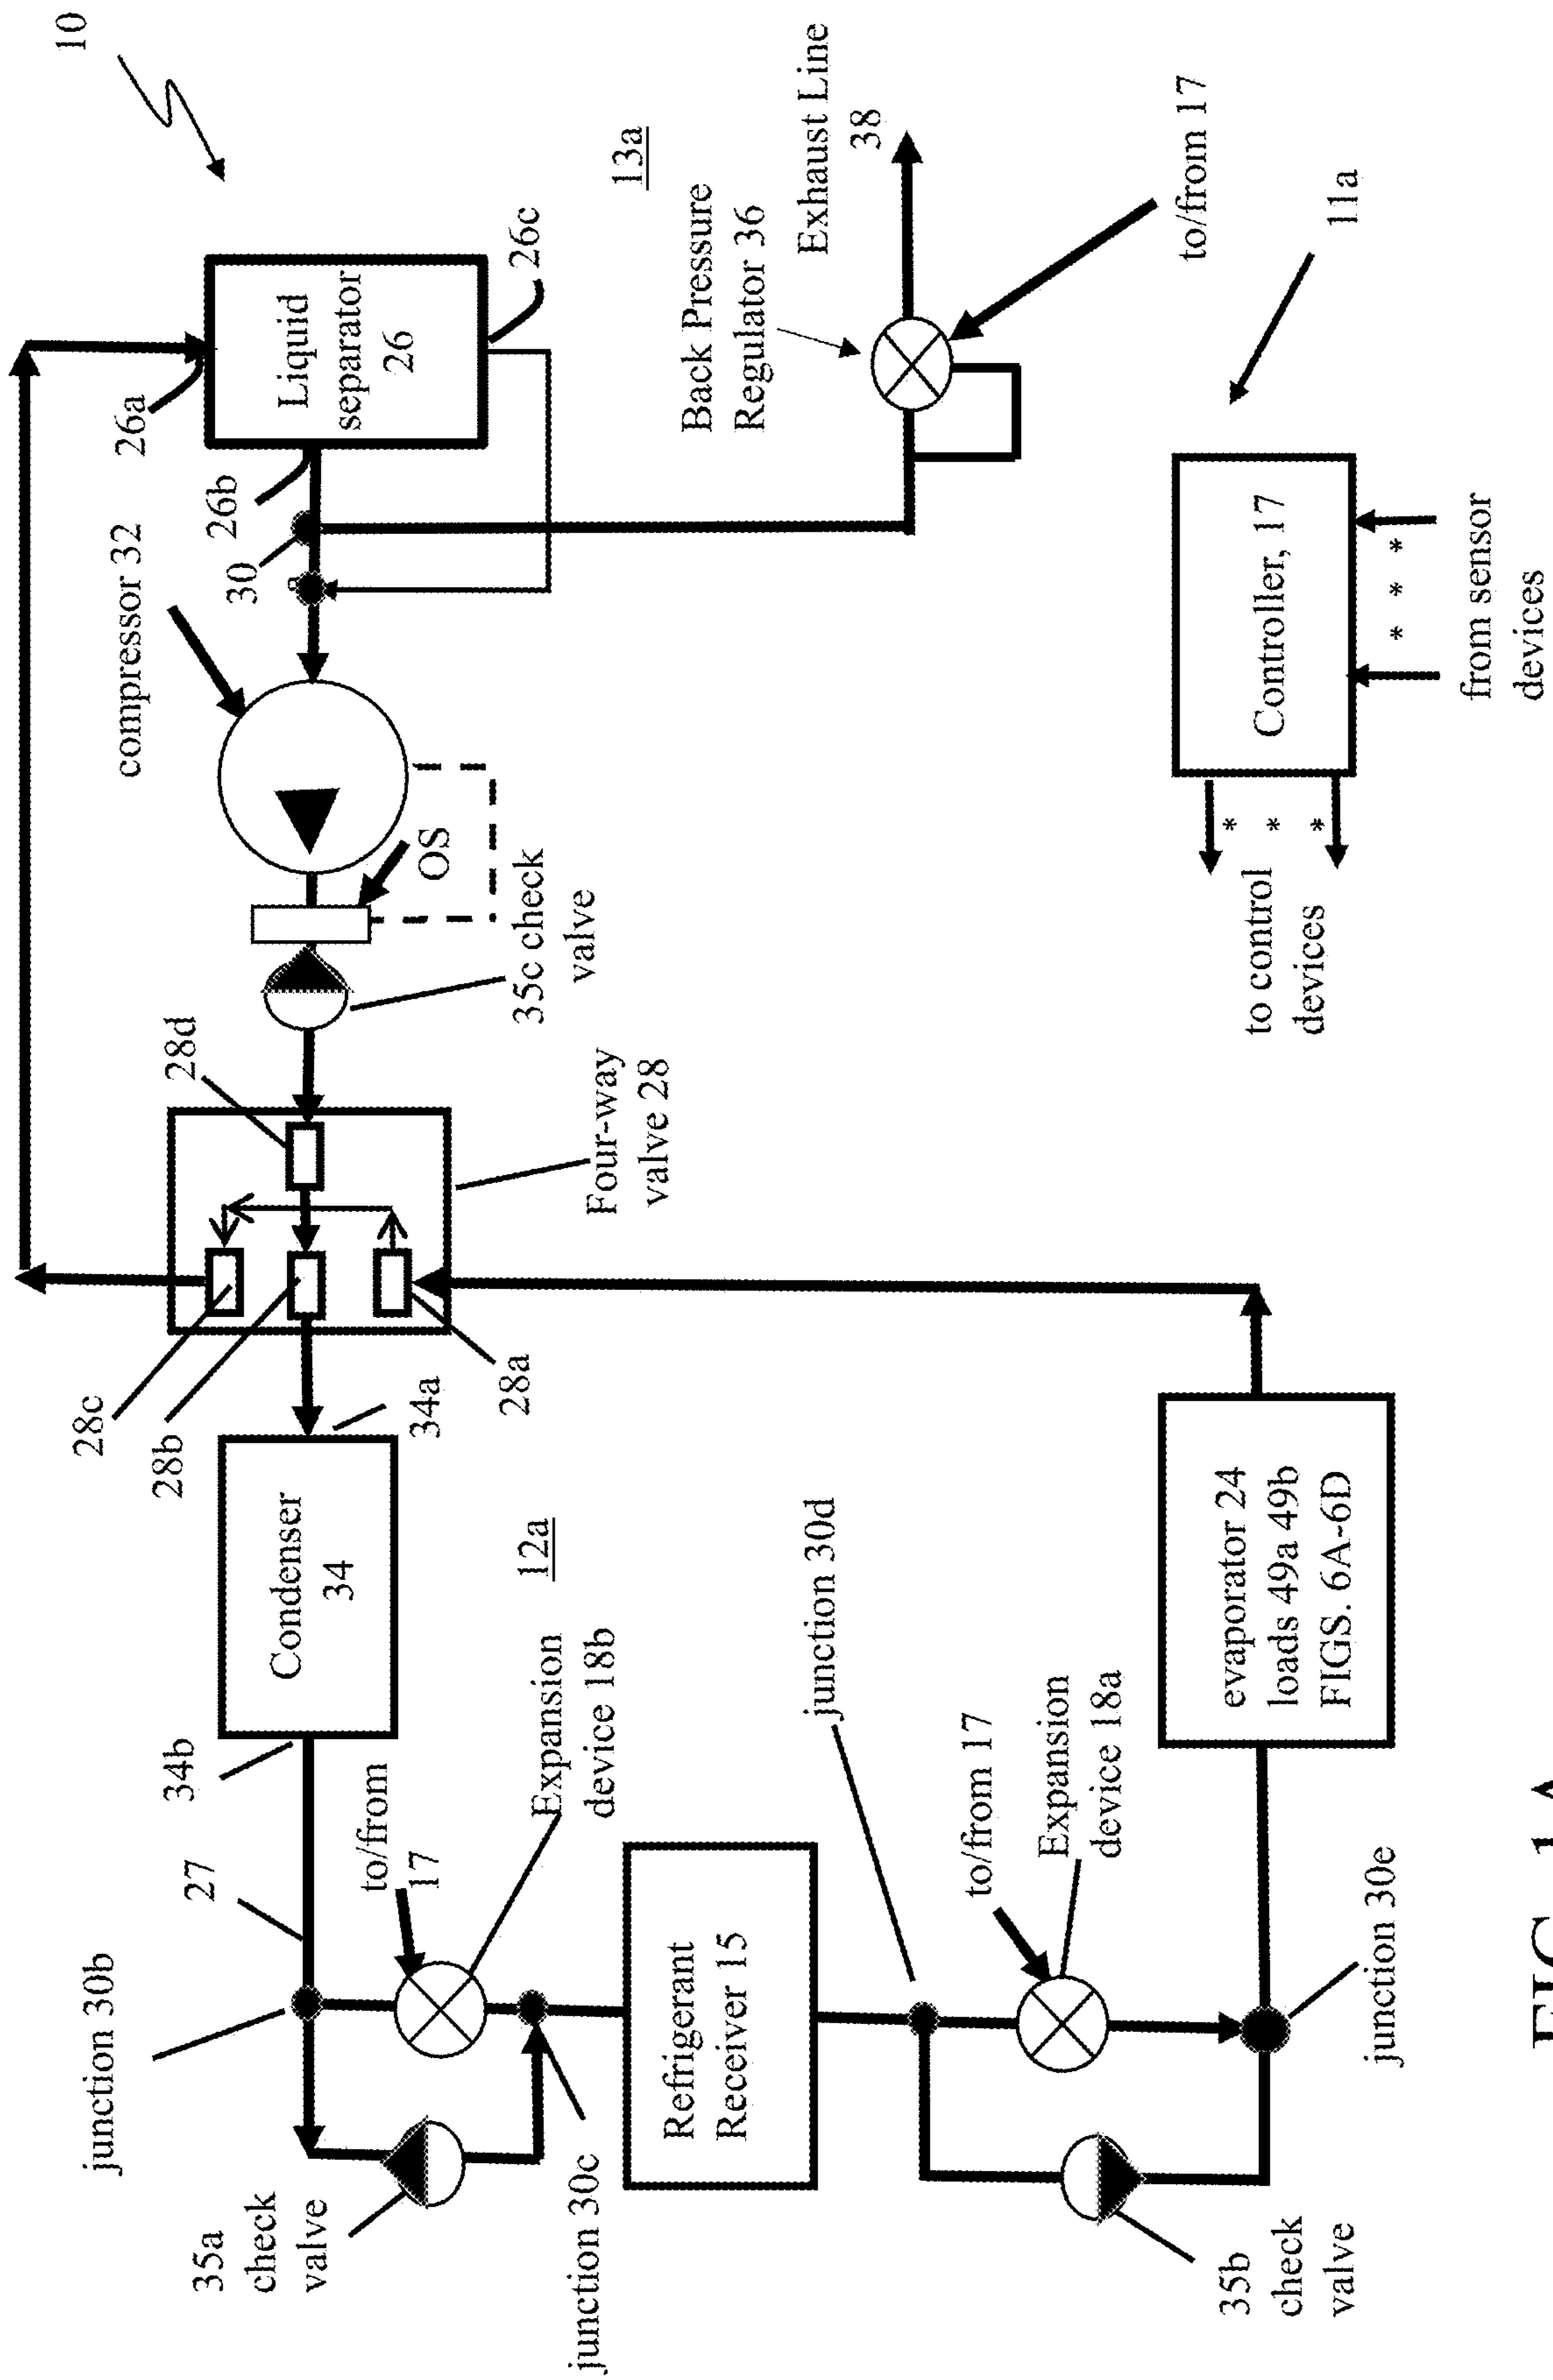 10
26a
Liquid
separator
26
26b
26c
30
compressor 32
13a
Back Pressure
Regulator 36
Exhaust Line
38
to/from 17
11a
Controller, 17
* * *
from sensor
devices
* * *
to control
devices
OS
35c check
valve
28d
Four-way
valve 28
28c
28b
28a
34a
Condenser
34
12a
34b
27
junction 30b
to/from
17
Expansion
device 18b
35a
check
valve
junction 30c
Refrigerant
Receiver 15
junction 30d
to/from 17
Expansion
device 18a
evaporator 24
loads 49a 49b
FIGS. 6A-6D
junction 30e
35b
check
valve
FIG. 1A